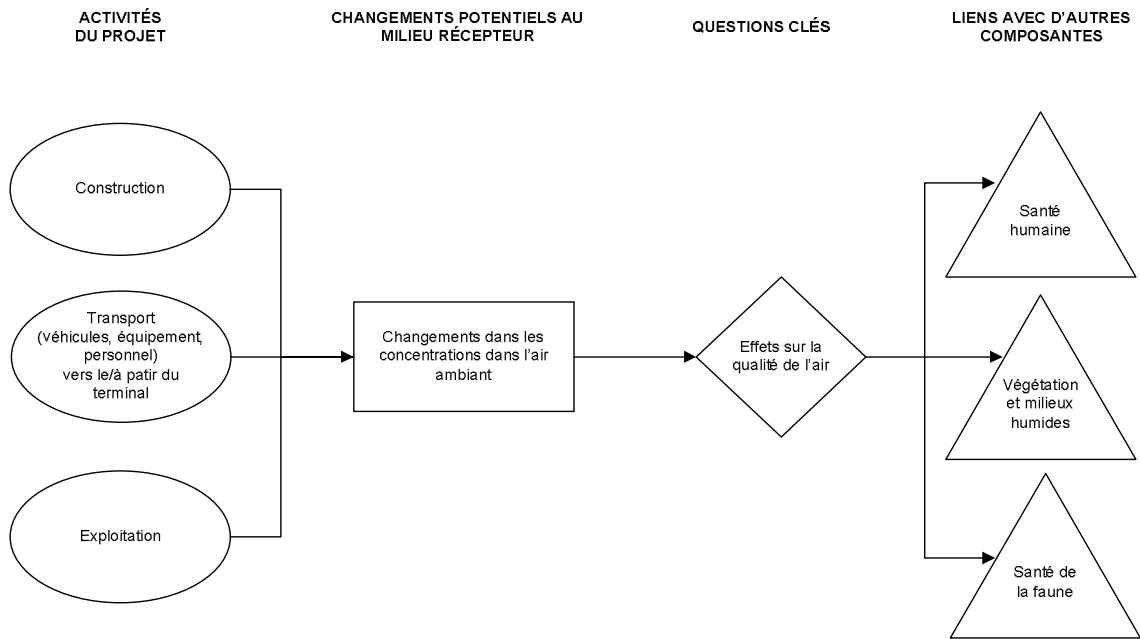 ACTIVITÉS
DU PROJET
CHANGEMENTS POTENTIELS AU
MILIEU RÉCEPTEUR
QUESTIONS CLÉS
LIENS AVEC D'AUTRES
COMPOSANTES
Construction
Transport
(véhicules, équipement,
personnel)
vers le/à patir du
terminal
Exploitation
Changements dans les
concentrations dans l'air
ambiant
Effets sur la
qualité de l'air
Santé
humaine
Végétation
et milieux
humides
Santé de
la faune